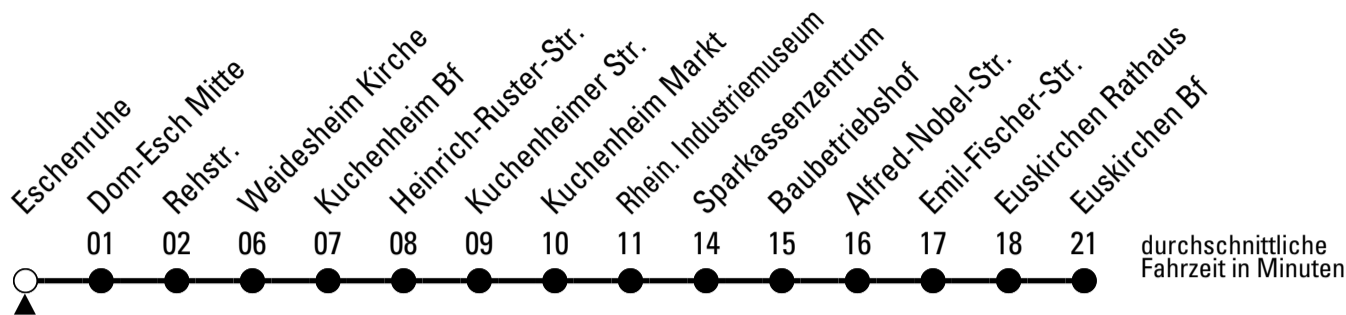 Eschenruhe
Dom-Esch Mitte
Rehstr.
Weidesheim Kirche
Kuchenheim Bf
Heinrich-Ruster-Str.
Kuchenheimer Str.
Kuchenheim Markt
Rhein. Industriemuseum
Sparkassenzentrum
Baubetriebshof
Alfred-Nobel-Str.
Emil-Fischer-Str.
Euskirchen Rathaus
Euskirchen Bf
01 02 06 07 08 09 10 11 14 15 16 17 18 21
durchschnittliche
Fahrzeit in Minuten